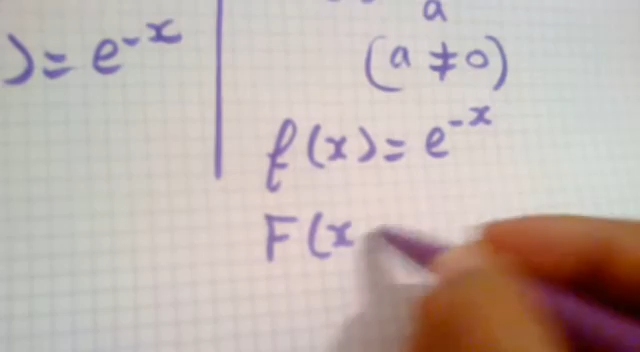 ) = e^{-x}
a
(a ≠ 0)
f(x) = e^{-x}
F(x